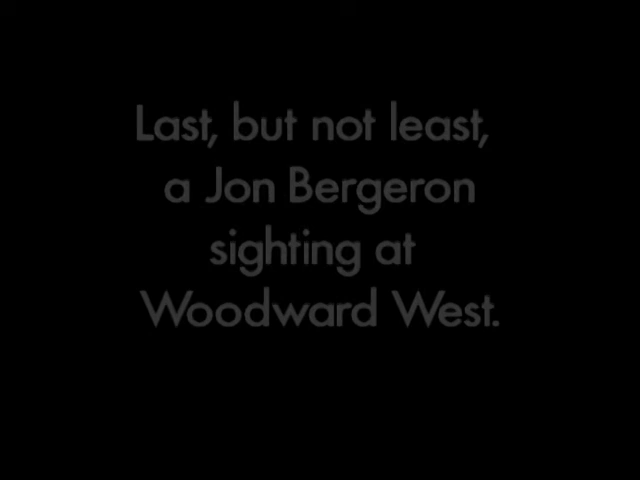 Last, but not least,
a Jon Bergeron
sighting at
Woodward West.